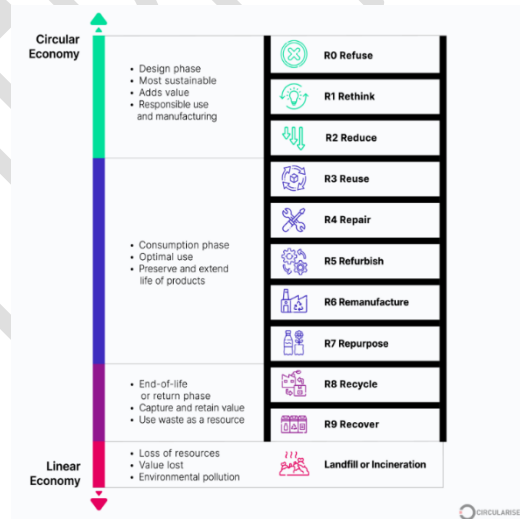 Circular
Economy
• Design phase
• Most sustainable
• Adds value
• Responsible use
and manufacturing
R0 Refuse
R1 Rethink
R2 Reduce
• Consumption phase
• Optimal use
• Preserve and extend
life of products
R3 Reuse
R4 Repair
R5 Refurbish
R6 Remanufacture
R7 Repurpose
• End-of-life
or return phase
• Capture and retain value
• Use waste as a resource
R8 Recycle
R9 Recover
Linear
Economy
• Loss of resources
• Value lost
• Environmental pollution
Landfill or Incineration
CIRCULARISE